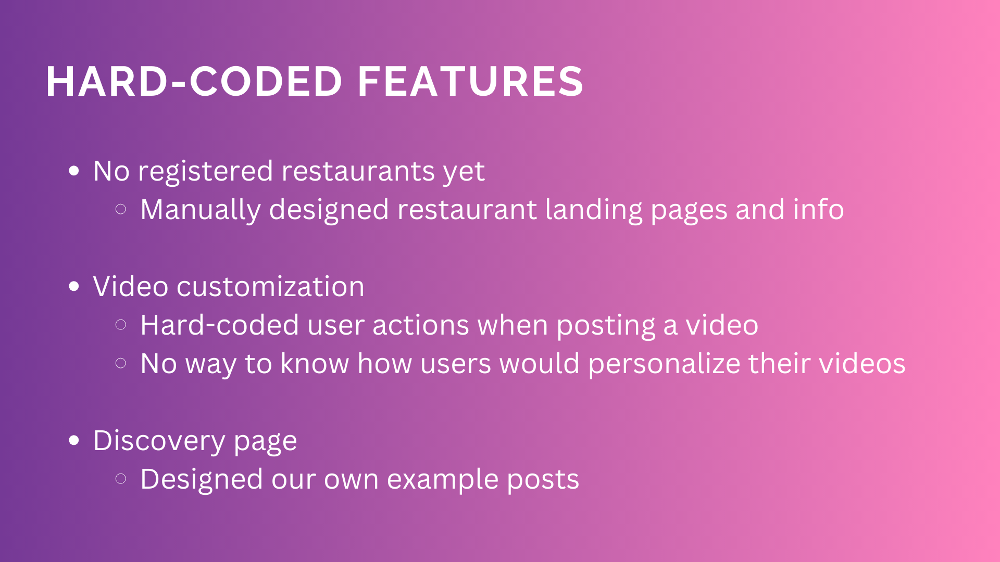 HARD-CODED FEATURES
• No registered restaurants yet
○ Manually designed restaurant landing pages and info
• Video customization
○ Hard-coded user actions when posting a video
○ No way to know how users would personalize their videos
• Discovery page
○ Designed our own example posts